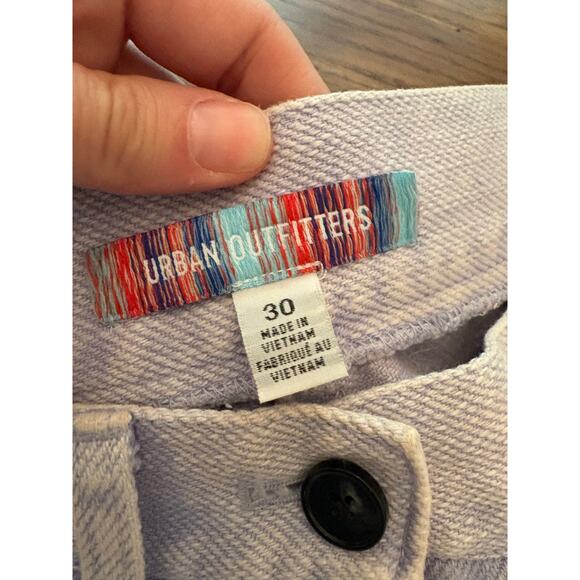 URBAN OUTFITTERS
30
MADE IN
VIETNAM
FABRIQUÉ AU
VIETNAM